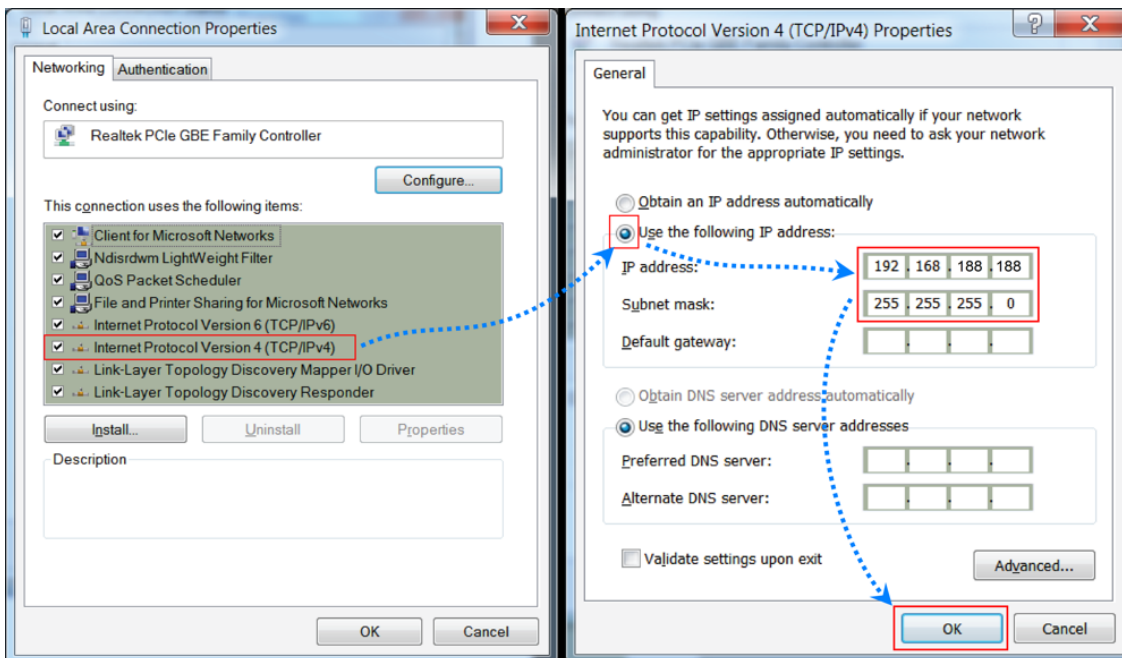 Local Area Connection Properties
Networking
Authentication
Connect using:
Realtek PCIe GBE Family Controller
Configure...
This connection uses the following items:
Client for Microsoft Networks
Ndisrdwm LightWeight Filter
QoS Packet Scheduler
File and Printer Sharing for Microsoft Networks
Internet Protocol Version 6 (TCP/IPv6)
Internet Protocol Version 4 (TCP/IPv4)
Link-Layer Topology Discovery Mapper I/O Driver
Link-Layer Topology Discovery Responder
Install...
Uninstall
Properties
Description
OK
Cancel
Internet Protocol Version 4 (TCP/IPv4) Properties
General
You can get IP settings assigned automatically if your network
supports this capability. Otherwise, you need to ask your network
administrator for the appropriate IP settings.
Obtain an IP address automatically
Use the following IP address:
IP address: 192 . 168 . 188 . 188
Subnet mask: 255 . 255 . 255 . 0
Default gateway: . . .
Obtain DNS server address automatically
Use the following DNS server addresses
Preferred DNS server: . . .
Alternate DNS server: . . .
Validate settings upon exit
Advanced...
OK
Cancel